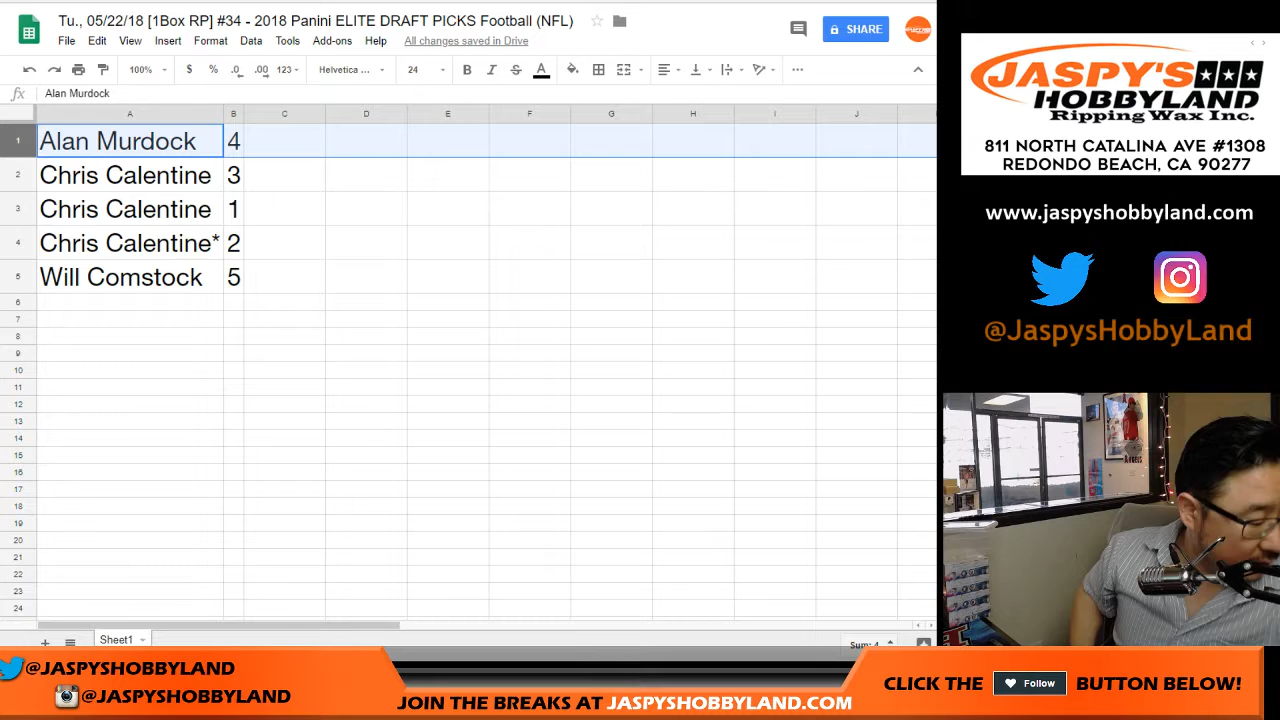 Tu., 05/22/18 [1Box RP] #34 - 2018 Panini ELITE DRAFT PICKS Football (NFL)
SHARE
File Edit View Insert Format Data Tools Add-ons Help All changes saved in Drive
100% $ % .0 .00 123 Helvetica ... 24 B I S A
fx Alan Murdock
A B C D E F G H I J
1 Alan Murdock 4
2 Chris Calentine 3
3 Chris Calentine 1
4 Chris Calentine* 2
5 Will Comstock 5
6
7
8
9
10
11
12
13
14
15
16
17
18
19
20
21
22
23
24
Sheet1
Sum: 4
JASPY'S
HOBBYLAND
Ripping Wax Inc.
811 NORTH CATALINA AVE #1308
REDONDO BEACH, CA 90277
www.jaspyshobbyland.com
@JaspysHobbyLand
@JASPYSHOBBYLAND
@JASPYSHOBBYLAND
JOIN THE BREAKS AT JASPYSHOBBYLAND.COM
CLICK THE Follow BUTTON BELOW!